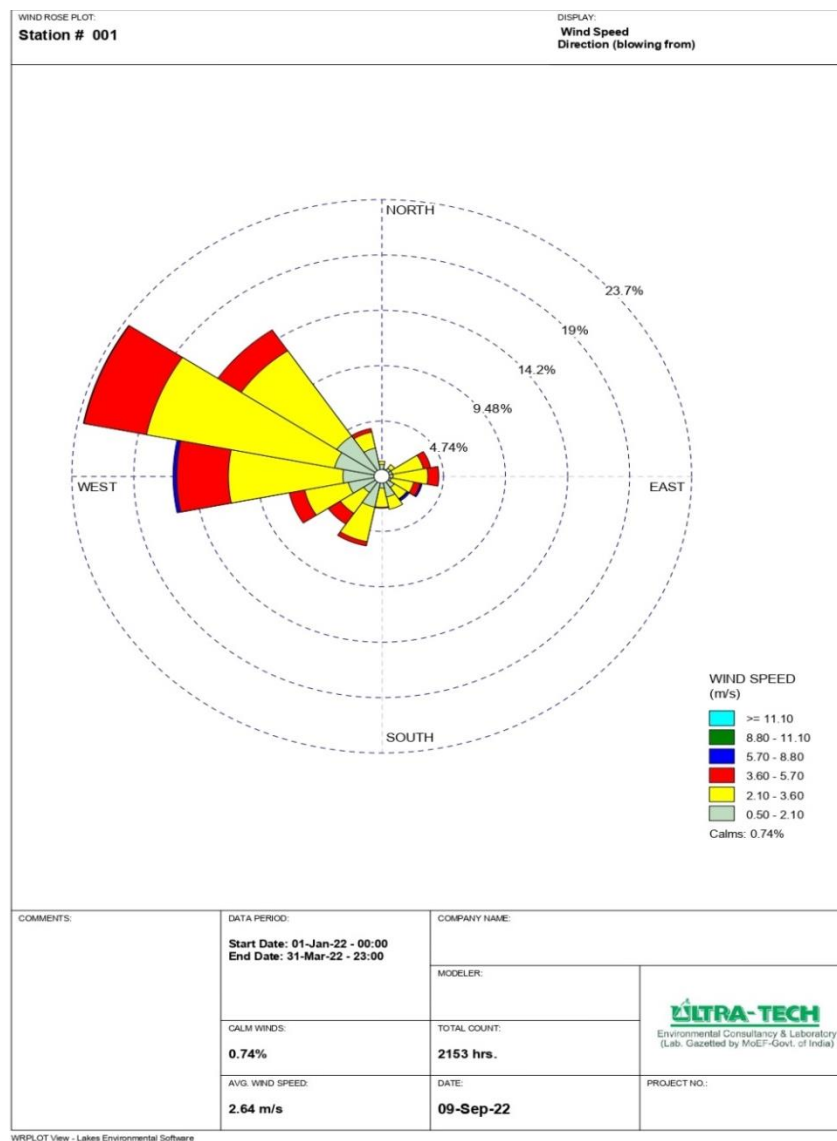 WIND ROSE PLOT:
Station # 001
DISPLAY:
Wind Speed
Direction (blowing from)
NORTH
23.7%
19%
14.2%
9.48%
4.74%
WEST
EAST
SOUTH
WIND SPEED
(m/s)
>= 11.10
8.80 - 11.10
5.70 - 8.80
3.60 - 5.70
2.10 - 3.60
0.50 - 2.10
Calms: 0.74%
COMMENTS:
DATA PERIOD:
Start Date: 01-Jan-22 - 00:00
End Date: 31-Mar-22 - 23:00
COMPANY NAME:
MODELER:
CALM WINDS:
0.74%
TOTAL COUNT:
2153 hrs.
ULTRA-TECH
Environmental Consultancy & Laboratory
(Lab. Gazetted by MoEF-Govt. of India)
AVG. WIND SPEED:
2.64 m/s
DATE:
09-Sep-22
PROJECT NO.:
WRPLOT View - Lakes Environmental Software